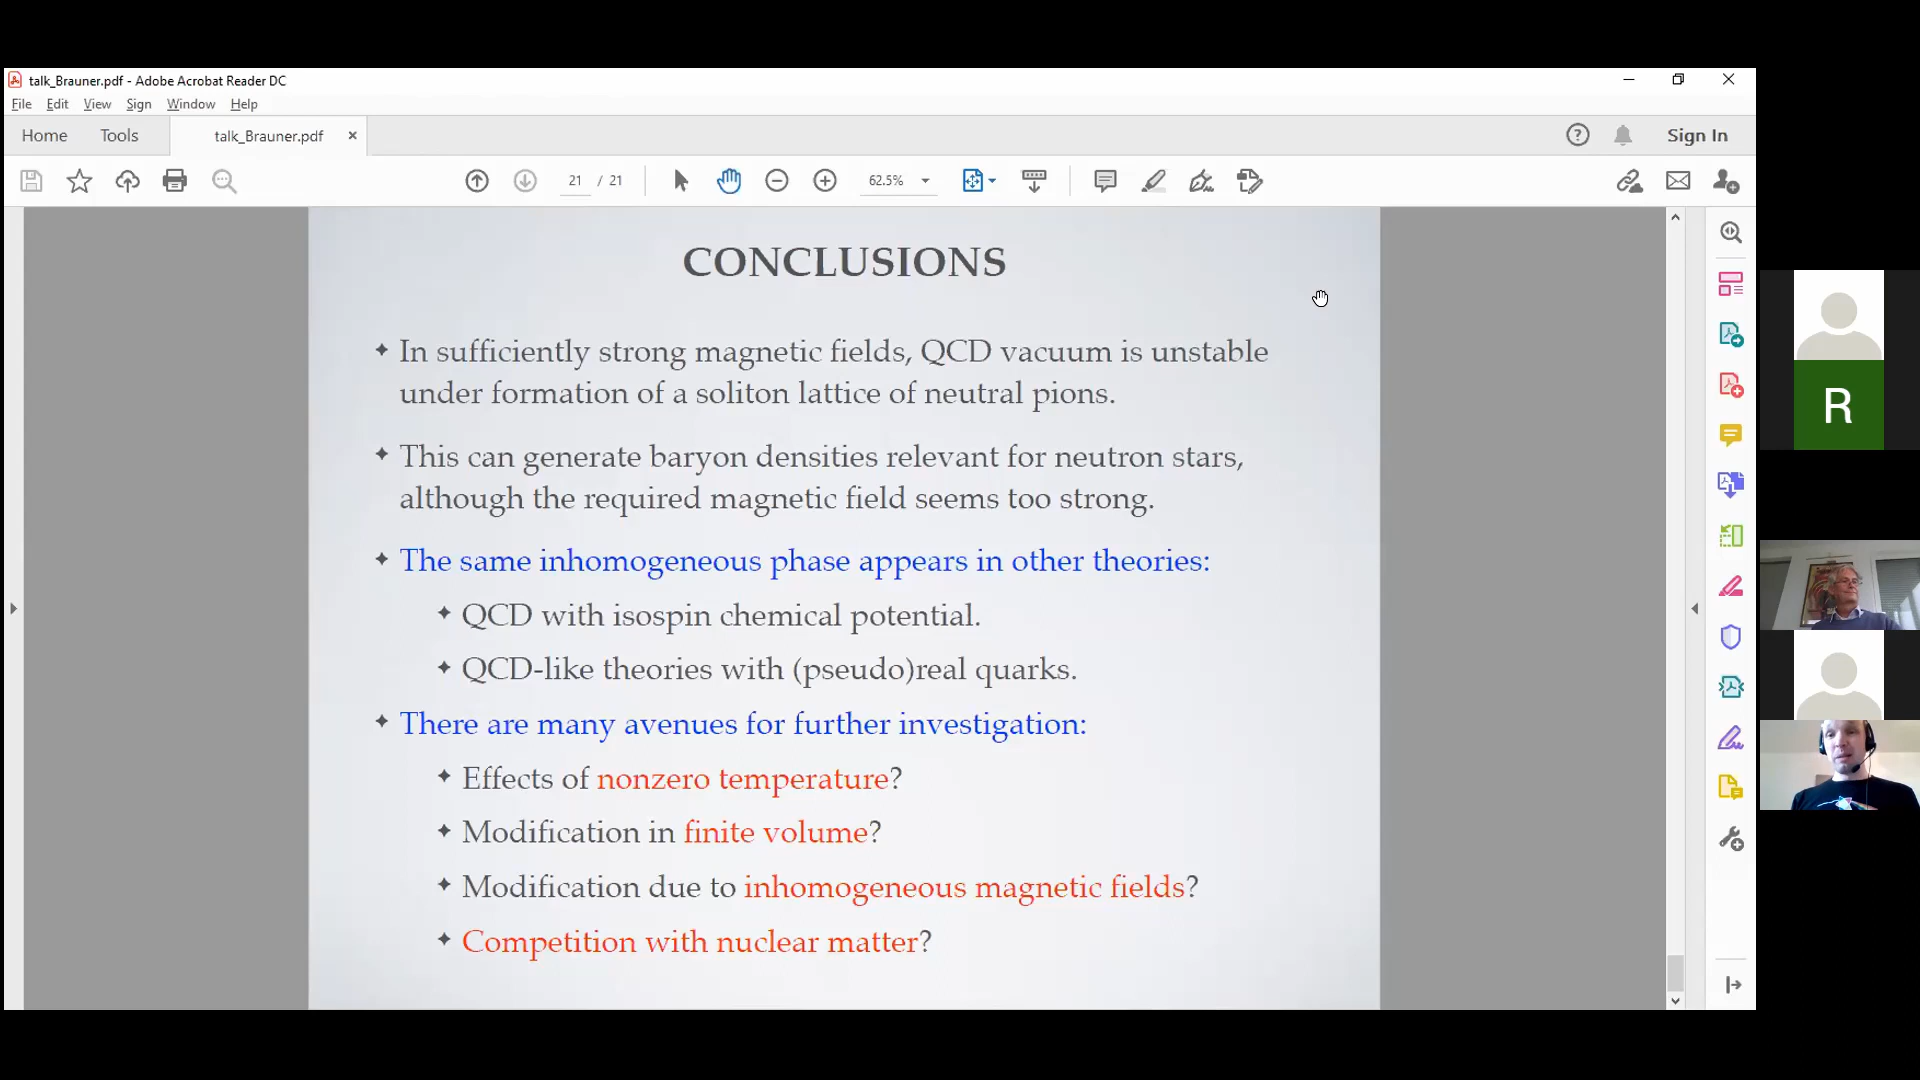 talk_Brauner.pdf - Adobe Acrobat Reader DC
File Edit View Sign Window Help
Home Tools talk_Brauner.pdf × Sign In
21 / 21 62.5%
CONCLUSIONS
✦ In sufficiently strong magnetic fields, QCD vacuum is unstable
under formation of a soliton lattice of neutral pions.
✦ This can generate baryon densities relevant for neutron stars,
although the required magnetic field seems too strong.
✦ The same inhomogeneous phase appears in other theories:
✦ QCD with isospin chemical potential.
✦ QCD-like theories with (pseudo)real quarks.
✦ There are many avenues for further investigation:
✦ Effects of nonzero temperature?
✦ Modification in finite volume?
✦ Modification due to inhomogeneous magnetic fields?
✦ Competition with nuclear matter?
R